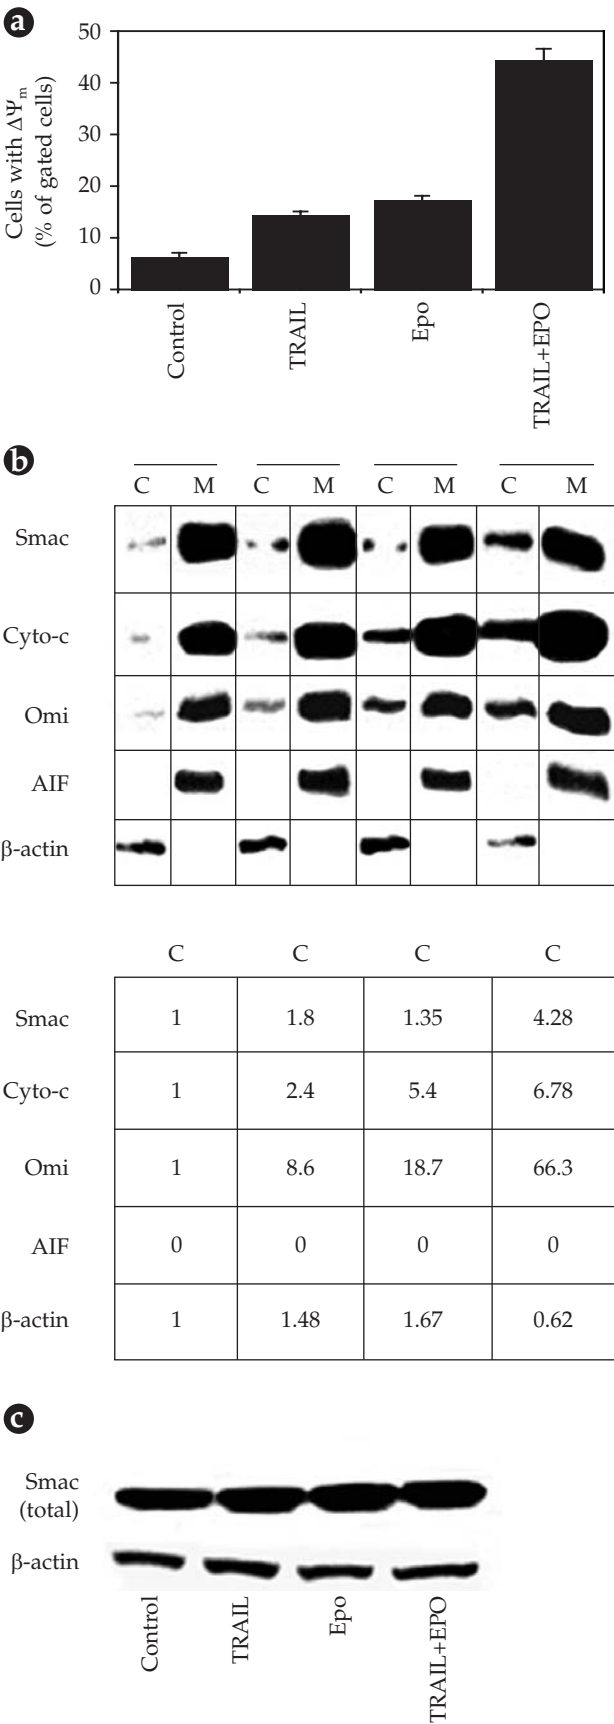 a
50
40
30
20
10
0
Cells with ΔΨm
(% of gated cells)
Control
TRAIL
Epo
TRAIL+EPO
b
C M C M C M C M
Smac
Cyto-c
Omi
AIF
β-actin
C C C C
Smac 1 1.8 1.35 4.28
Cyto-c 1 2.4 5.4 6.78
Omi 1 8.6 18.7 66.3
AIF 0 0 0 0
β-actin 1 1.48 1.67 0.62
c
Smac
(total)
β-actin
Control
TRAIL
Epo
TRAIL+EPO